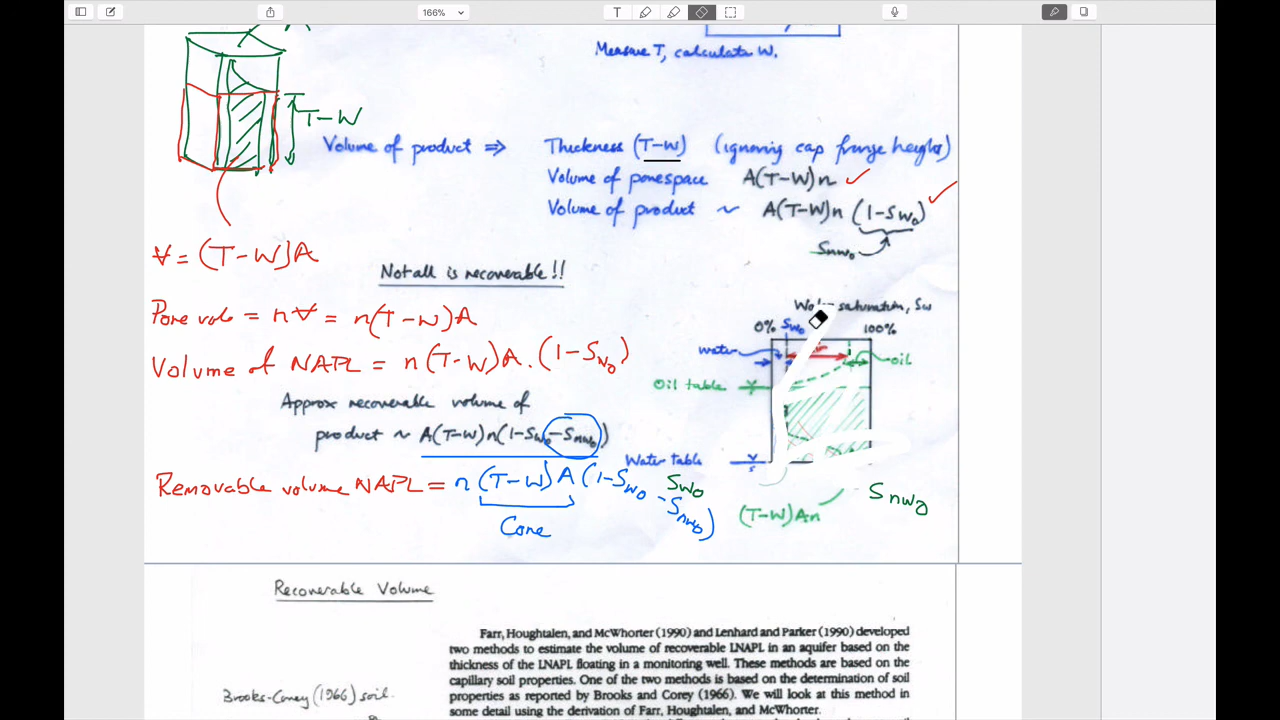 166%
Measure T, calculate W.
T-W
Volume of product ⇒ Thickness (T-W) (ignoring cap fringe heights)
Volume of porespace A(T-W)n ✓
Volume of product ~ A(T-W)n (1-Swo) ✓
Snwo
∀ = (T-W)A
Not all is recoverable!!
Pore vol = n∀ = n(T-W)A
Volume of NAPL = n(T-W)A.(1-Swo)
Water saturation, Sw
0% Swo 100%
water
oil
Oil table
Approx recoverable volume of
product ~ A(T-W)n(1-Swo-Snwo)
Water table
Removable volume NAPL = n(T-W)A(1-Swo-Snwo)
Core
Swo
Snwo
(T-W)An
Recoverable Volume
Farr, Houghtalen, and McWhorter (1990) and Lenhard and Parker (1990) developed
two methods to estimate the volume of recoverable LNAPL in an aquifer based on the
thickness of the LNAPL floating in a monitoring well. These methods are based on the
capillary soil properties. One of the two methods is based on the determination of soil
properties as reported by Brooks and Corey (1966). We will look at this method in
some detail using the derivation of Farr, Houghtalen, and McWhorter.
Brooks-Corey (1966) soil.